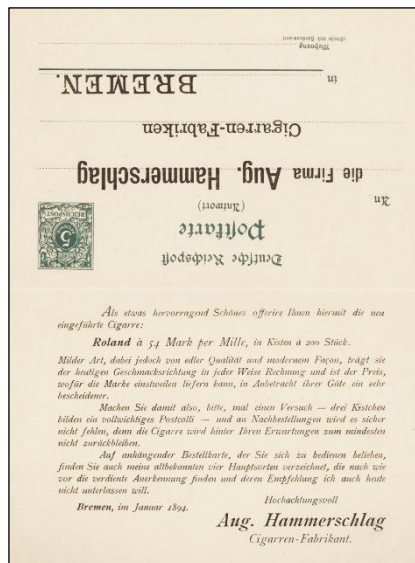 Deutsche Reichspost
Postkarte
(Antwort)
An
die Firma Aug. Hammerschlag
Cigarren-Fabriken
in BREMEN.
Wohnung
(Straße und Hausnummer)
REICHSPOST
5
Als etwas hervorragend Schönes offerire Ihnen hiermit die neu
eingeführte Cigarre:
Roland à 54 Mark per Mille, in Kisten à 200 Stück.
Milder Art, dabei jedoch von edler Qualität und modernem Façon, trägt sie
der heutigen Geschmacksrichtung in jeder Weise Rechnung und ist der Preis,
wofür die Marke einstweilen liefern kann, in Anbetracht ihrer Güte ein sehr
bescheidener.
Machen Sie damit also, bitte, mal einen Versuch — drei Kistchen
bilden ein vollwichtiges Postcolli — und an Nachbestellungen wird es sicher
nicht fehlen, denn die Cigarre wird hinter Ihren Erwartungen zum mindesten
nicht zurückbleiben.
Auf anhängender Bestellkarte, der Sie sich zu bedienen belieben,
finden Sie auch meine altbekannten vier Hauptsorten verzeichnet, die nach wie
vor die verdiente Anerkennung finden und deren Empfehlung ich auch heute
nicht unterlassen will.
Hochachtungsvoll
Bremen, im Januar 1894.
Aug. Hammerschlag
Cigarren-Fabrikant.